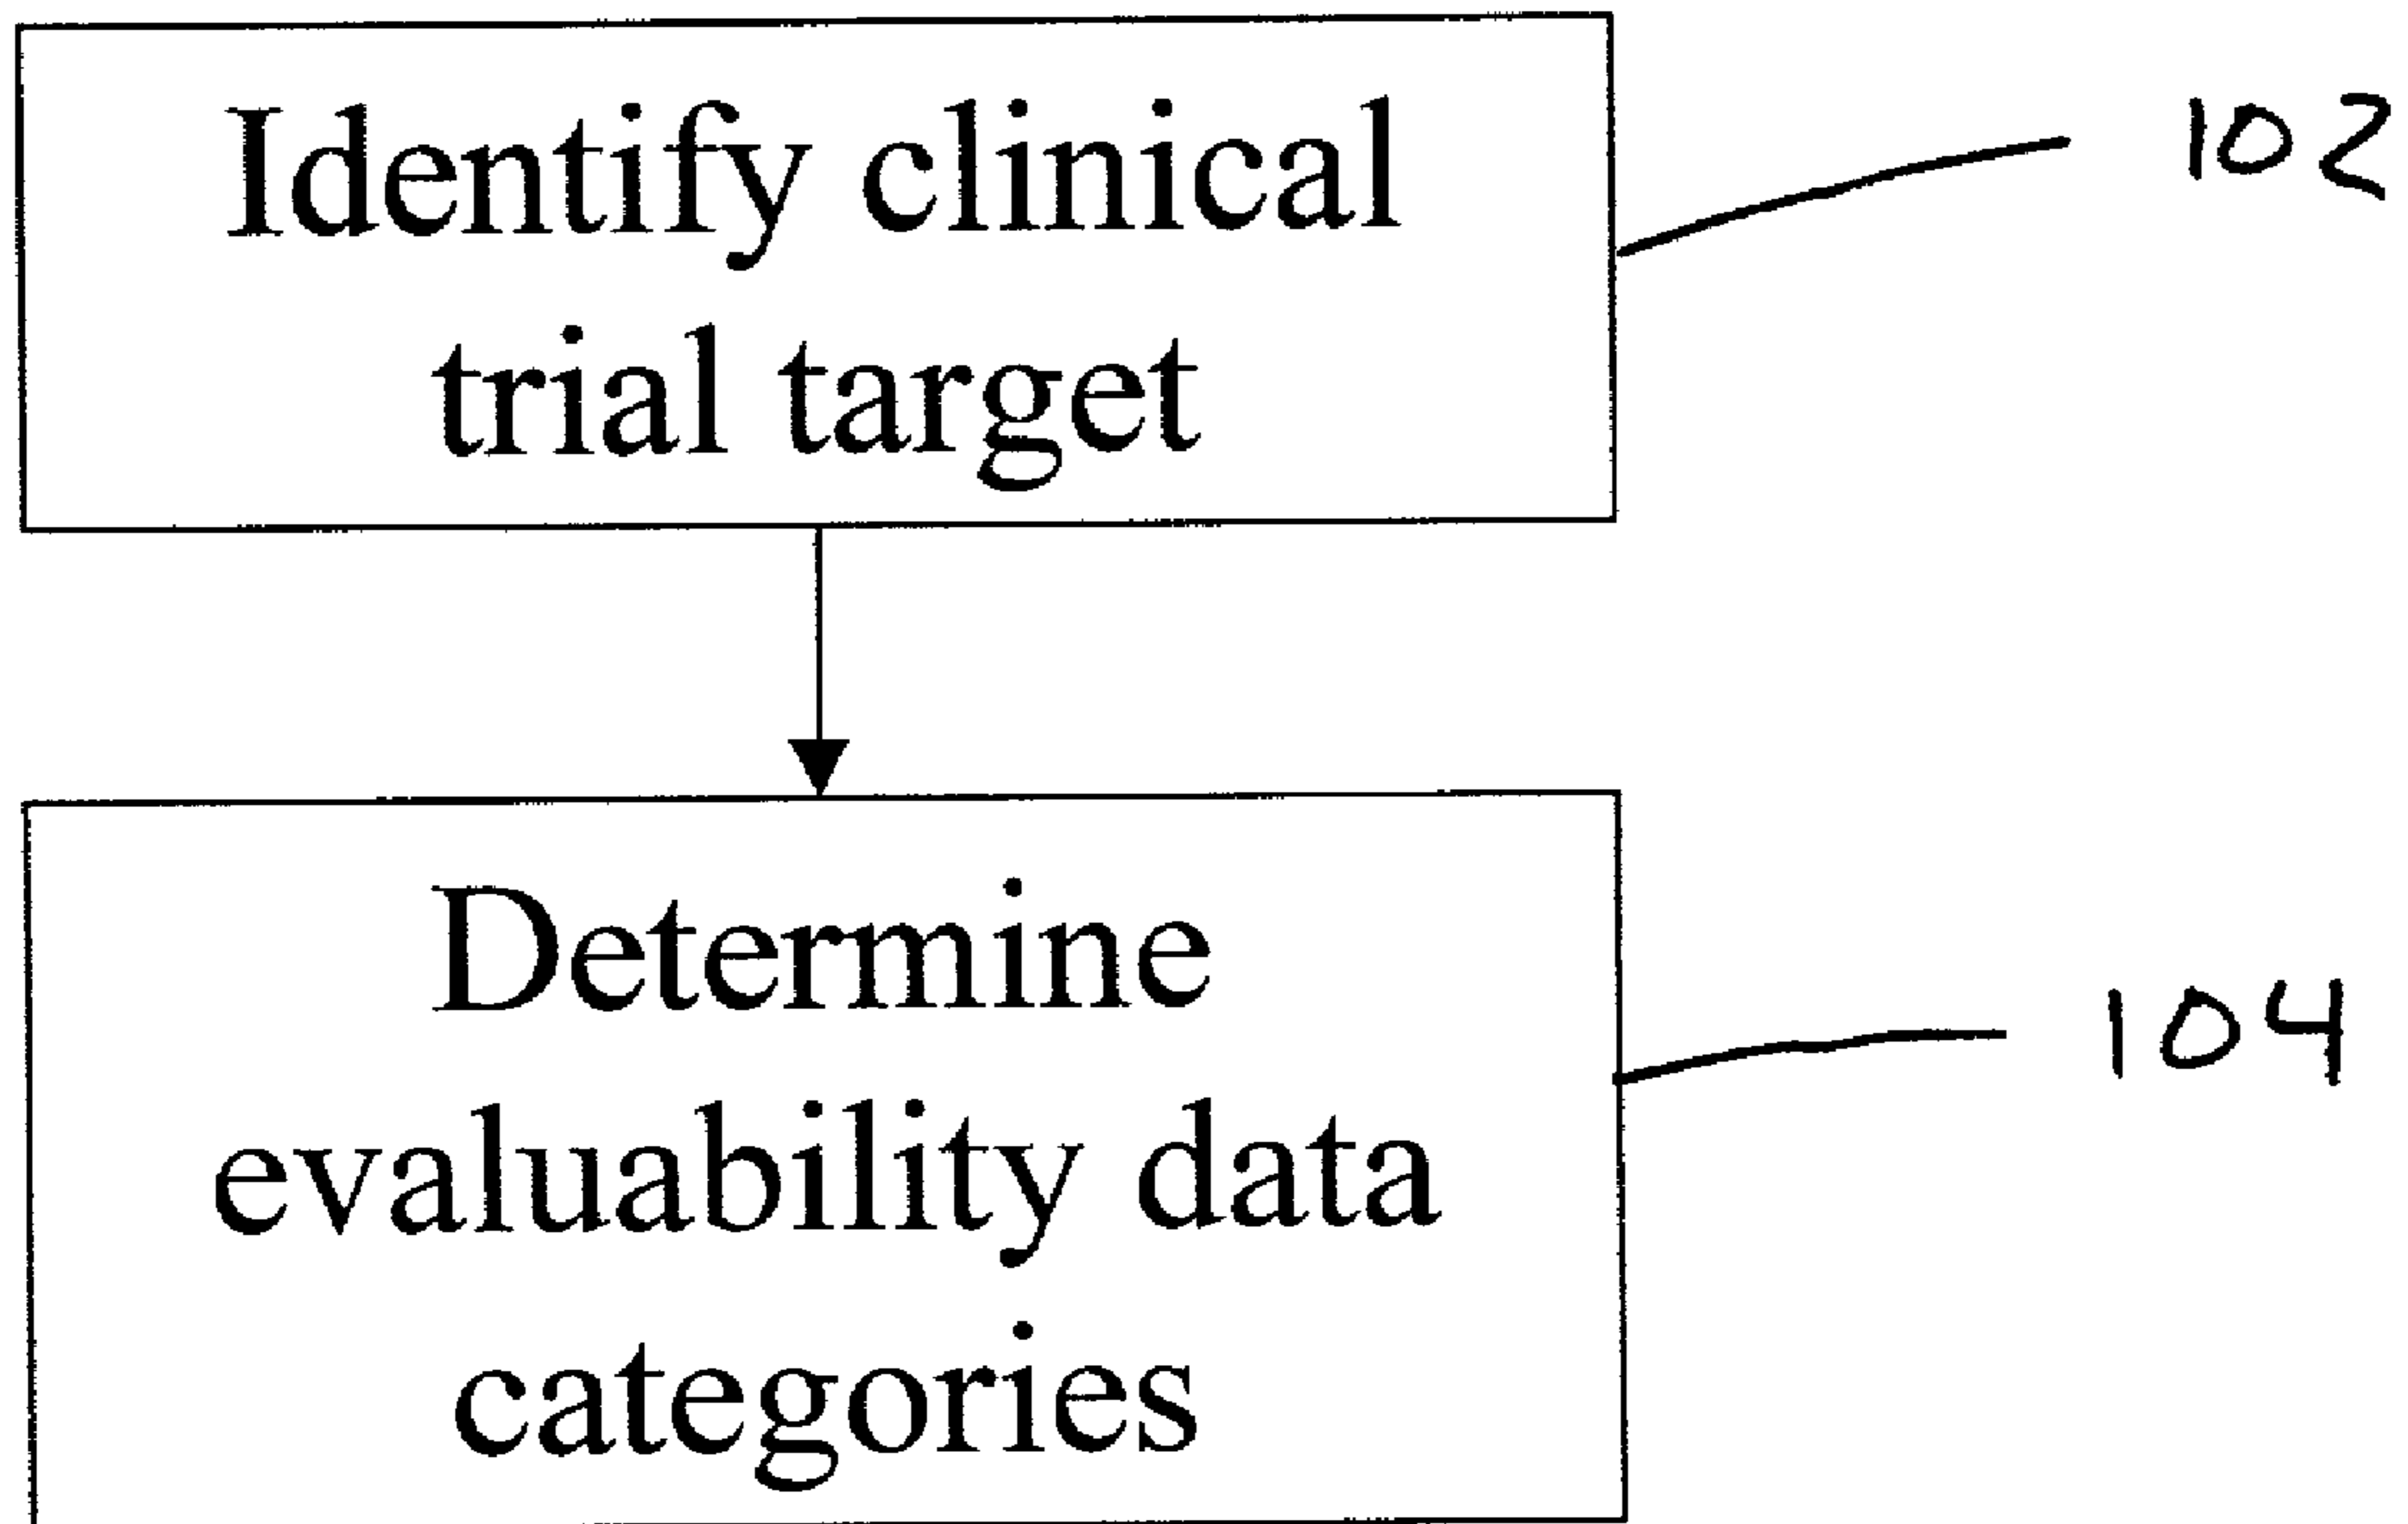 Identify clinical
trial target
102
Determine
evaluability data
categories
104